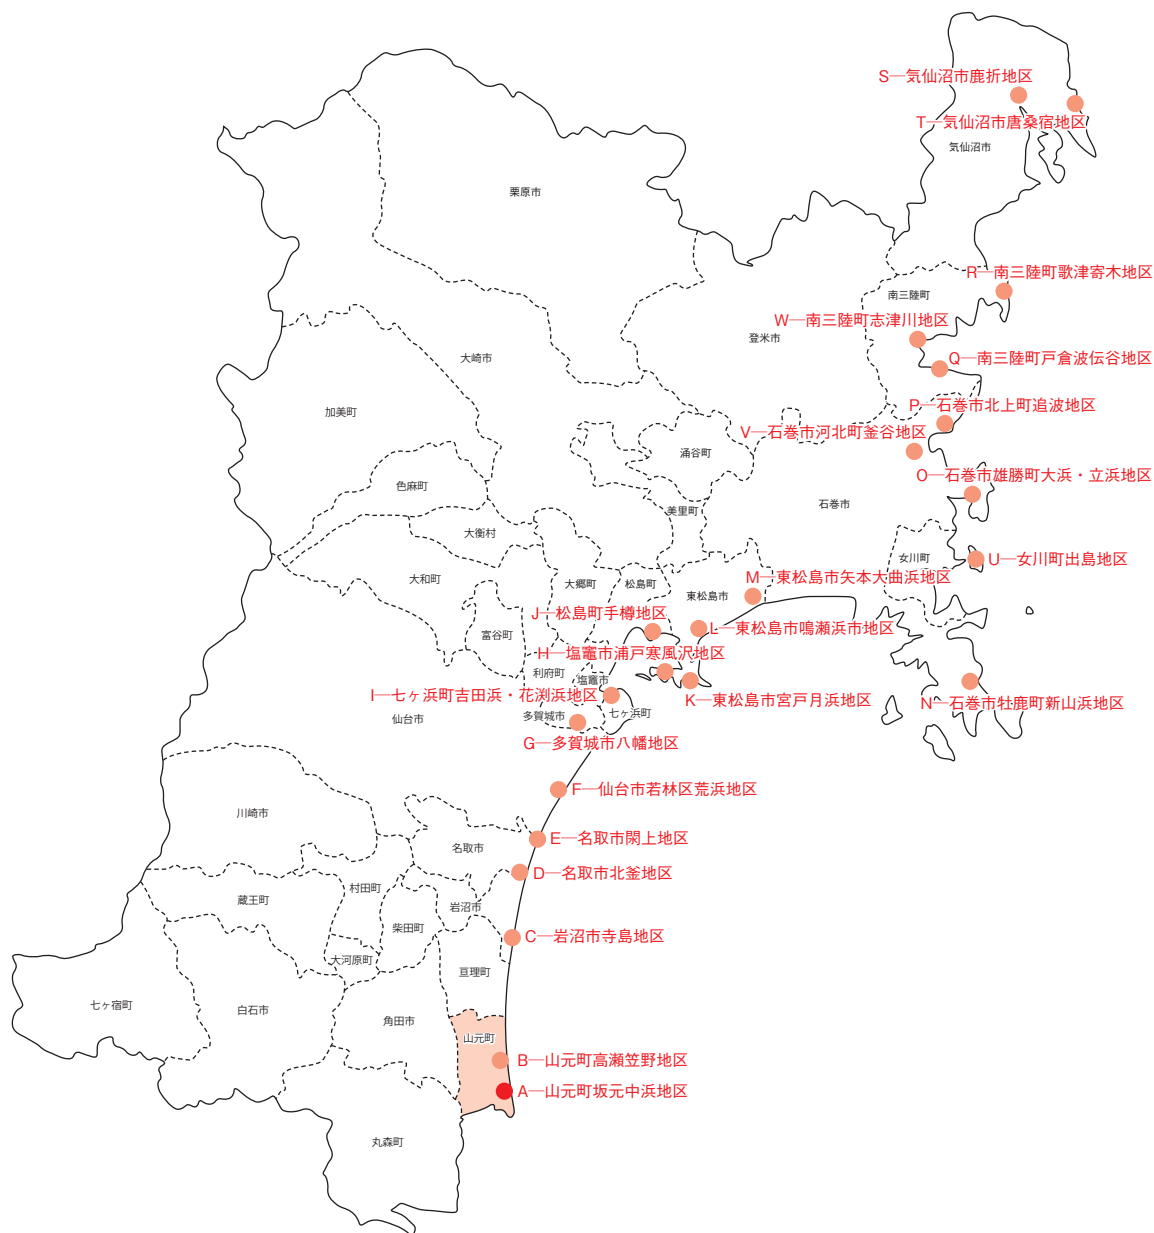 S―気仙沼市鹿折地区
T―気仙沼市唐桑宿地区
気仙沼市
栗原市
R―南三陸町歌津寄木地区
南三陸町
W―南三陸町志津川地区
登米市
大崎市
Q―南三陸町戸倉波伝谷地区
P―石巻市北上町追波地区
加美町
V―石巻市河北町釜谷地区
涌谷町
O―石巻市雄勝町大浜・立浜地区
色麻町
石巻市
美里町
大衡村
女川町
U―女川町出島地区
大和町
大郷町
松島町
M―東松島市矢本大曲浜地区
東松島市
J―松島町手樽地区
L―東松島市鳴瀬浜市地区
富谷町
H―塩竈市浦戸寒風沢地区
利府町
塩竈市
I―七ヶ浜町吉田浜・花渕浜地区
K―東松島市宮戸月浜地区
N―石巻市牡鹿町新山浜地区
仙台市
多賀城市
七ヶ浜町
G―多賀城市八幡地区
F―仙台市若林区荒浜地区
川崎市
E―名取市閖上地区
名取市
D―名取市北釜地区
村田町
蔵王町
岩沼市
柴田町
C―岩沼市寺島地区
大河原町
亘理町
七ヶ宿町
白石市
角田市
山元町
B―山元町高瀬笠野地区
A―山元町坂元中浜地区
丸森町